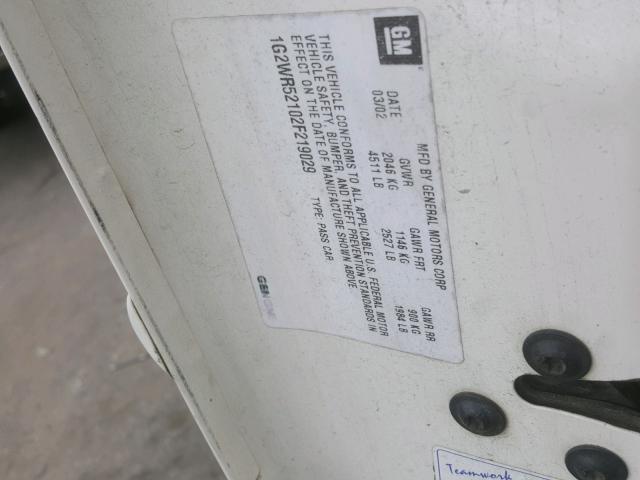 GM
MFD BY GENERAL MOTORS CORP
DATE GVWR GAWR FRT GAWR RR
03/02 2046 KG 1146 KG 900 KG
4511 LB 2527 LB 1984 LB
THIS VEHICLE CONFORMS TO ALL APPLICABLE U.S. FEDERAL MOTOR
VEHICLE SAFETY, BUMPER, AND THEFT PREVENTION STANDARDS IN
EFFECT ON THE DATE OF MANUFACTURE SHOWN ABOVE
1G2WR52102F219029 TYPE: PASS CAR
Teamwork